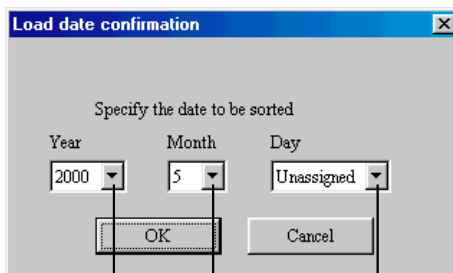 Load date confirmation
Specify the date to be sorted
Year Month Day
2000 5 Unassigned
OK Cancel